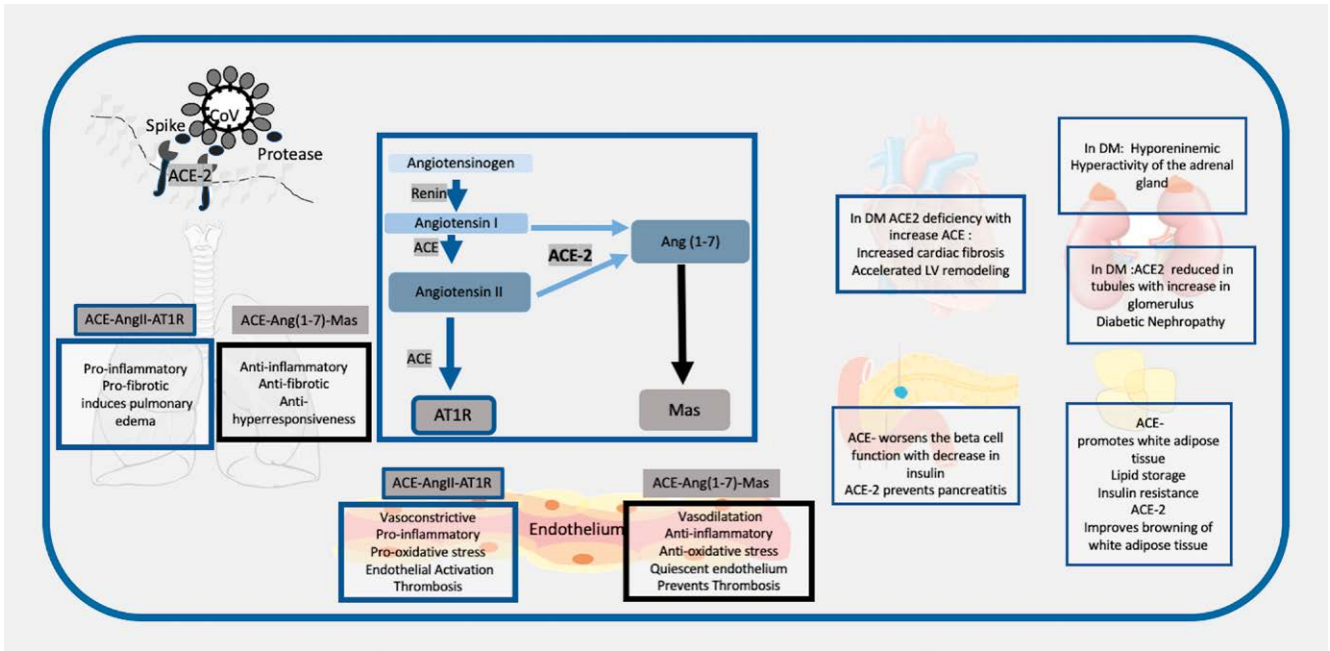 CoV
Spike
Protease
ACE-2
ACE-AngII-AT1R
Pro-inflammatory
Pro-fibrotic
induces pulmonary
edema
ACE-Ang(1-7)-Mas
Anti-inflammatory
Anti-fibrotic
Anti-
hyperresponsiveness
Angiotensinogen
Renin
Angiotensin I
ACE
ACE-2
Ang (1-7)
Angiotensin II
ACE
AT1R
Mas
ACE-AngII-AT1R
Vasoconstrictive
Pro-inflammatory
Pro-oxidative stress
Endothelial Activation
Thrombosis
Endothelium
ACE-Ang(1-7)-Mas
Vasodilatation
Anti-inflammatory
Anti-oxidative stress
Quiescent endothelium
Prevents Thrombosis
In DM ACE2 deficiency with
increase ACE :
Increased cardiac fibrosis
Accelerated LV remodeling
In DM: Hyporeninemic
Hyperactivity of the adrenal
gland
In DM :ACE2 reduced in
tubules with increase in
glomerulus
Diabetic Nephropathy
ACE- worsens the beta cell
function with decrease in
insulin
ACE-2 prevents pancreatitis
ACE-
promotes white adipose
tissue
Lipid storage
Insulin resistance
ACE-2
Improves browning of
white adipose tissue